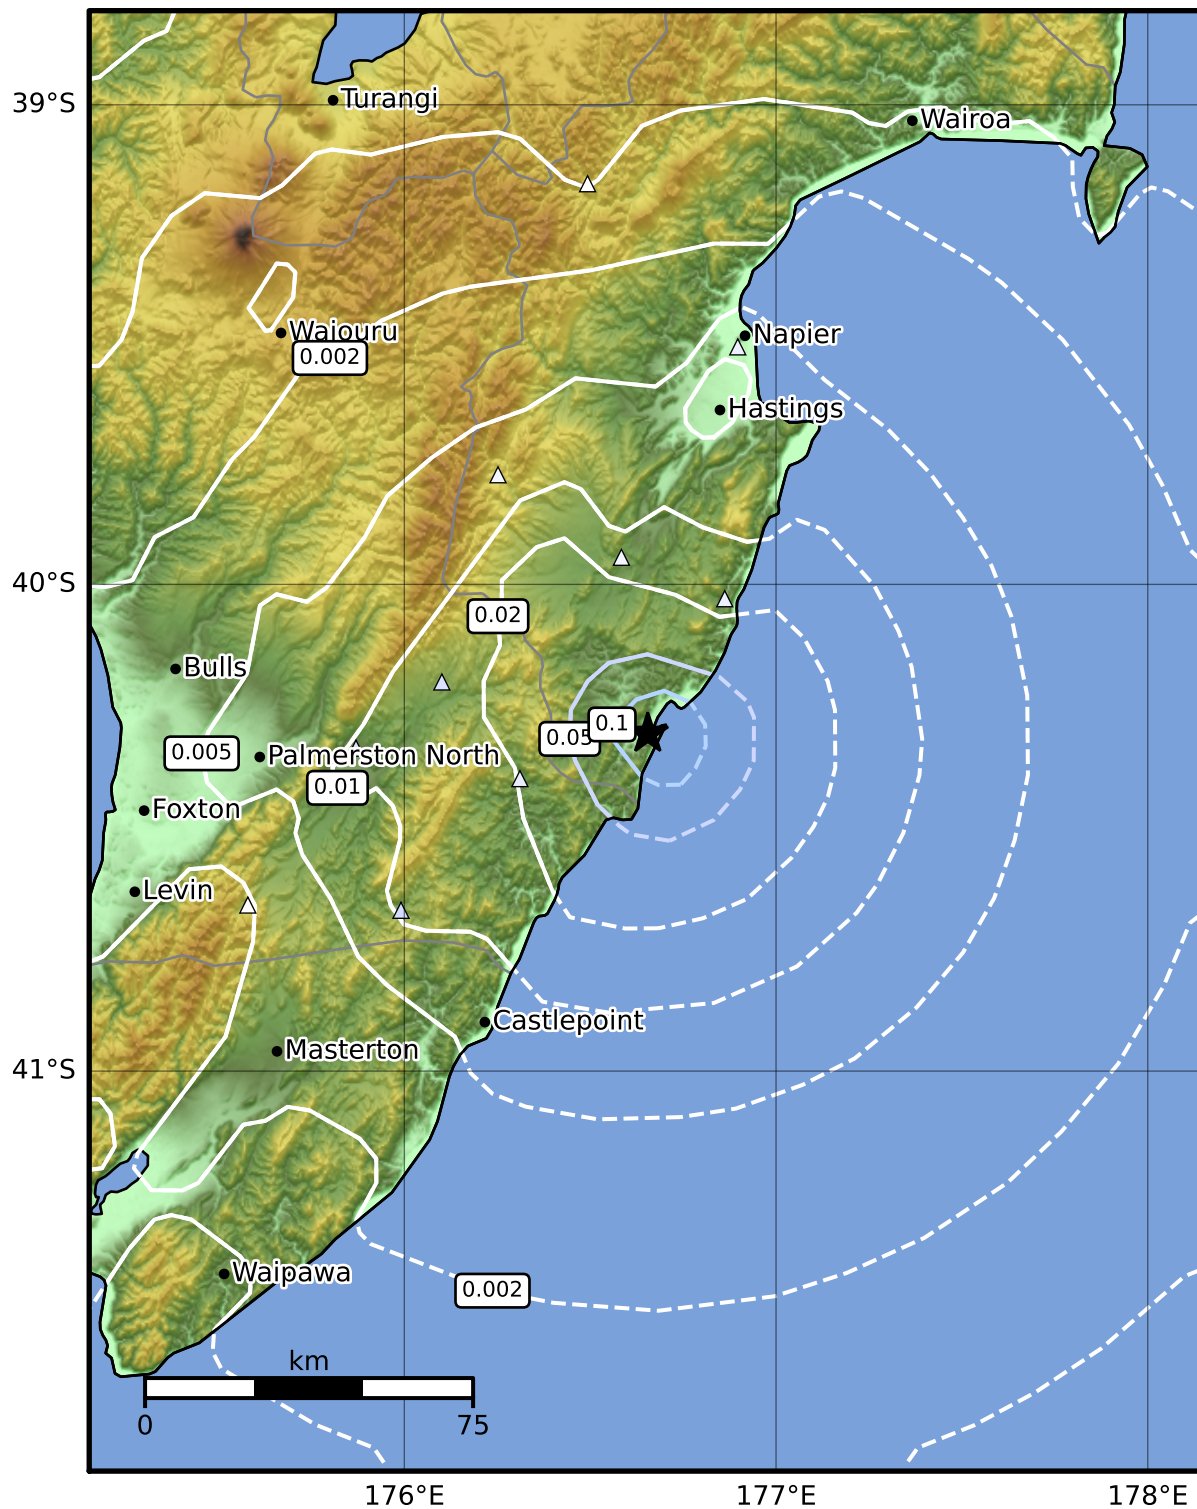 39°S
Turangi
Wairoa
Waiouru
0.002
Napier
Hastings
40°S
0.02
Bulls
0.005
Palmerston North
0.05
0.1
0.01
Foxton
Levin
Castlepoint
Masterton
41°S
Waipawa
0.002
km
0 75
176°E 177°E 178°E